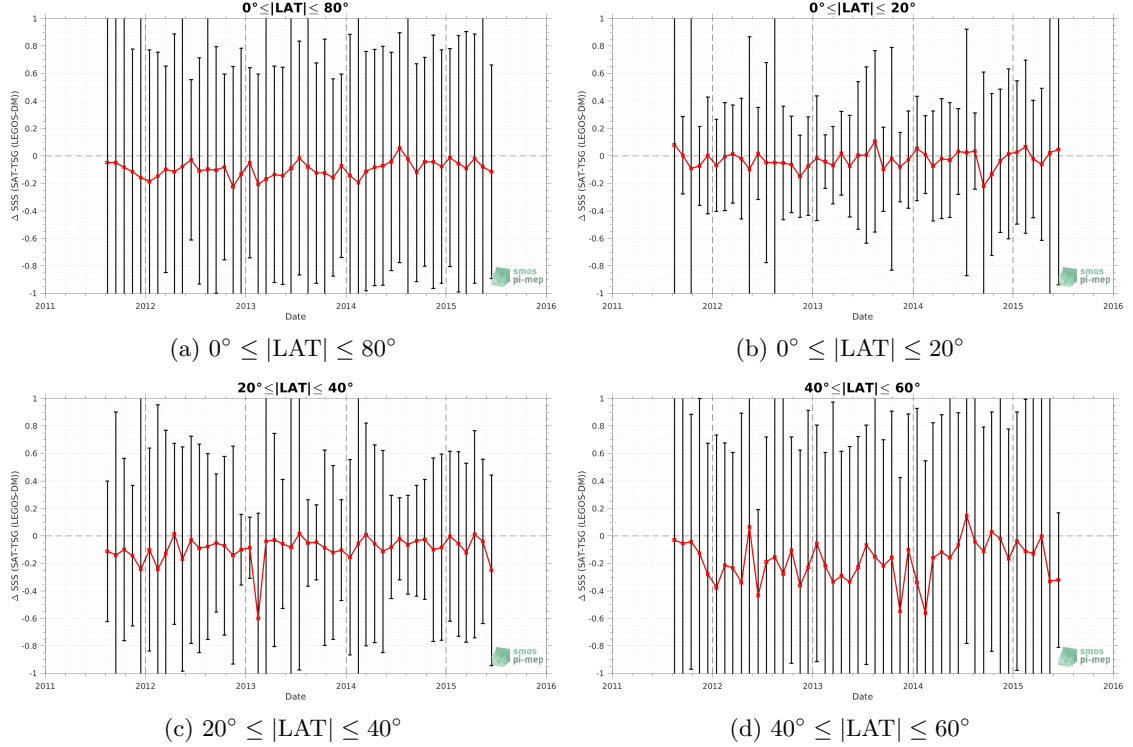 0°≤|LAT|≤ 80°
Δ SSS (SAT-TSG (LEGOS-DM))
1
0.8
0.6
0.4
0.2
0
-0.2
-0.4
-0.6
-0.8
-1
2011
2012
2013
2014
2015
2016
Date
smos
pi-mep
(a) 0° ≤ |LAT| ≤ 80°
0°≤|LAT|≤ 20°
Δ SSS (SAT-TSG (LEGOS-DM))
1
0.8
0.6
0.4
0.2
0
-0.2
-0.4
-0.6
-0.8
-1
2011
2012
2013
2014
2015
2016
Date
smos
pi-mep
(b) 0° ≤ |LAT| ≤ 20°
20°≤|LAT|≤ 40°
Δ SSS (SAT-TSG (LEGOS-DM))
1
0.8
0.6
0.4
0.2
0
-0.2
-0.4
-0.6
-0.8
-1
2011
2012
2013
2014
2015
2016
Date
smos
pi-mep
(c) 20° ≤ |LAT| ≤ 40°
40°≤|LAT|≤ 60°
Δ SSS (SAT-TSG (LEGOS-DM))
1
0.8
0.6
0.4
0.2
0
-0.2
-0.4
-0.6
-0.8
-1
2011
2012
2013
2014
2015
2016
Date
smos
pi-mep
(d) 40° ≤ |LAT| ≤ 60°